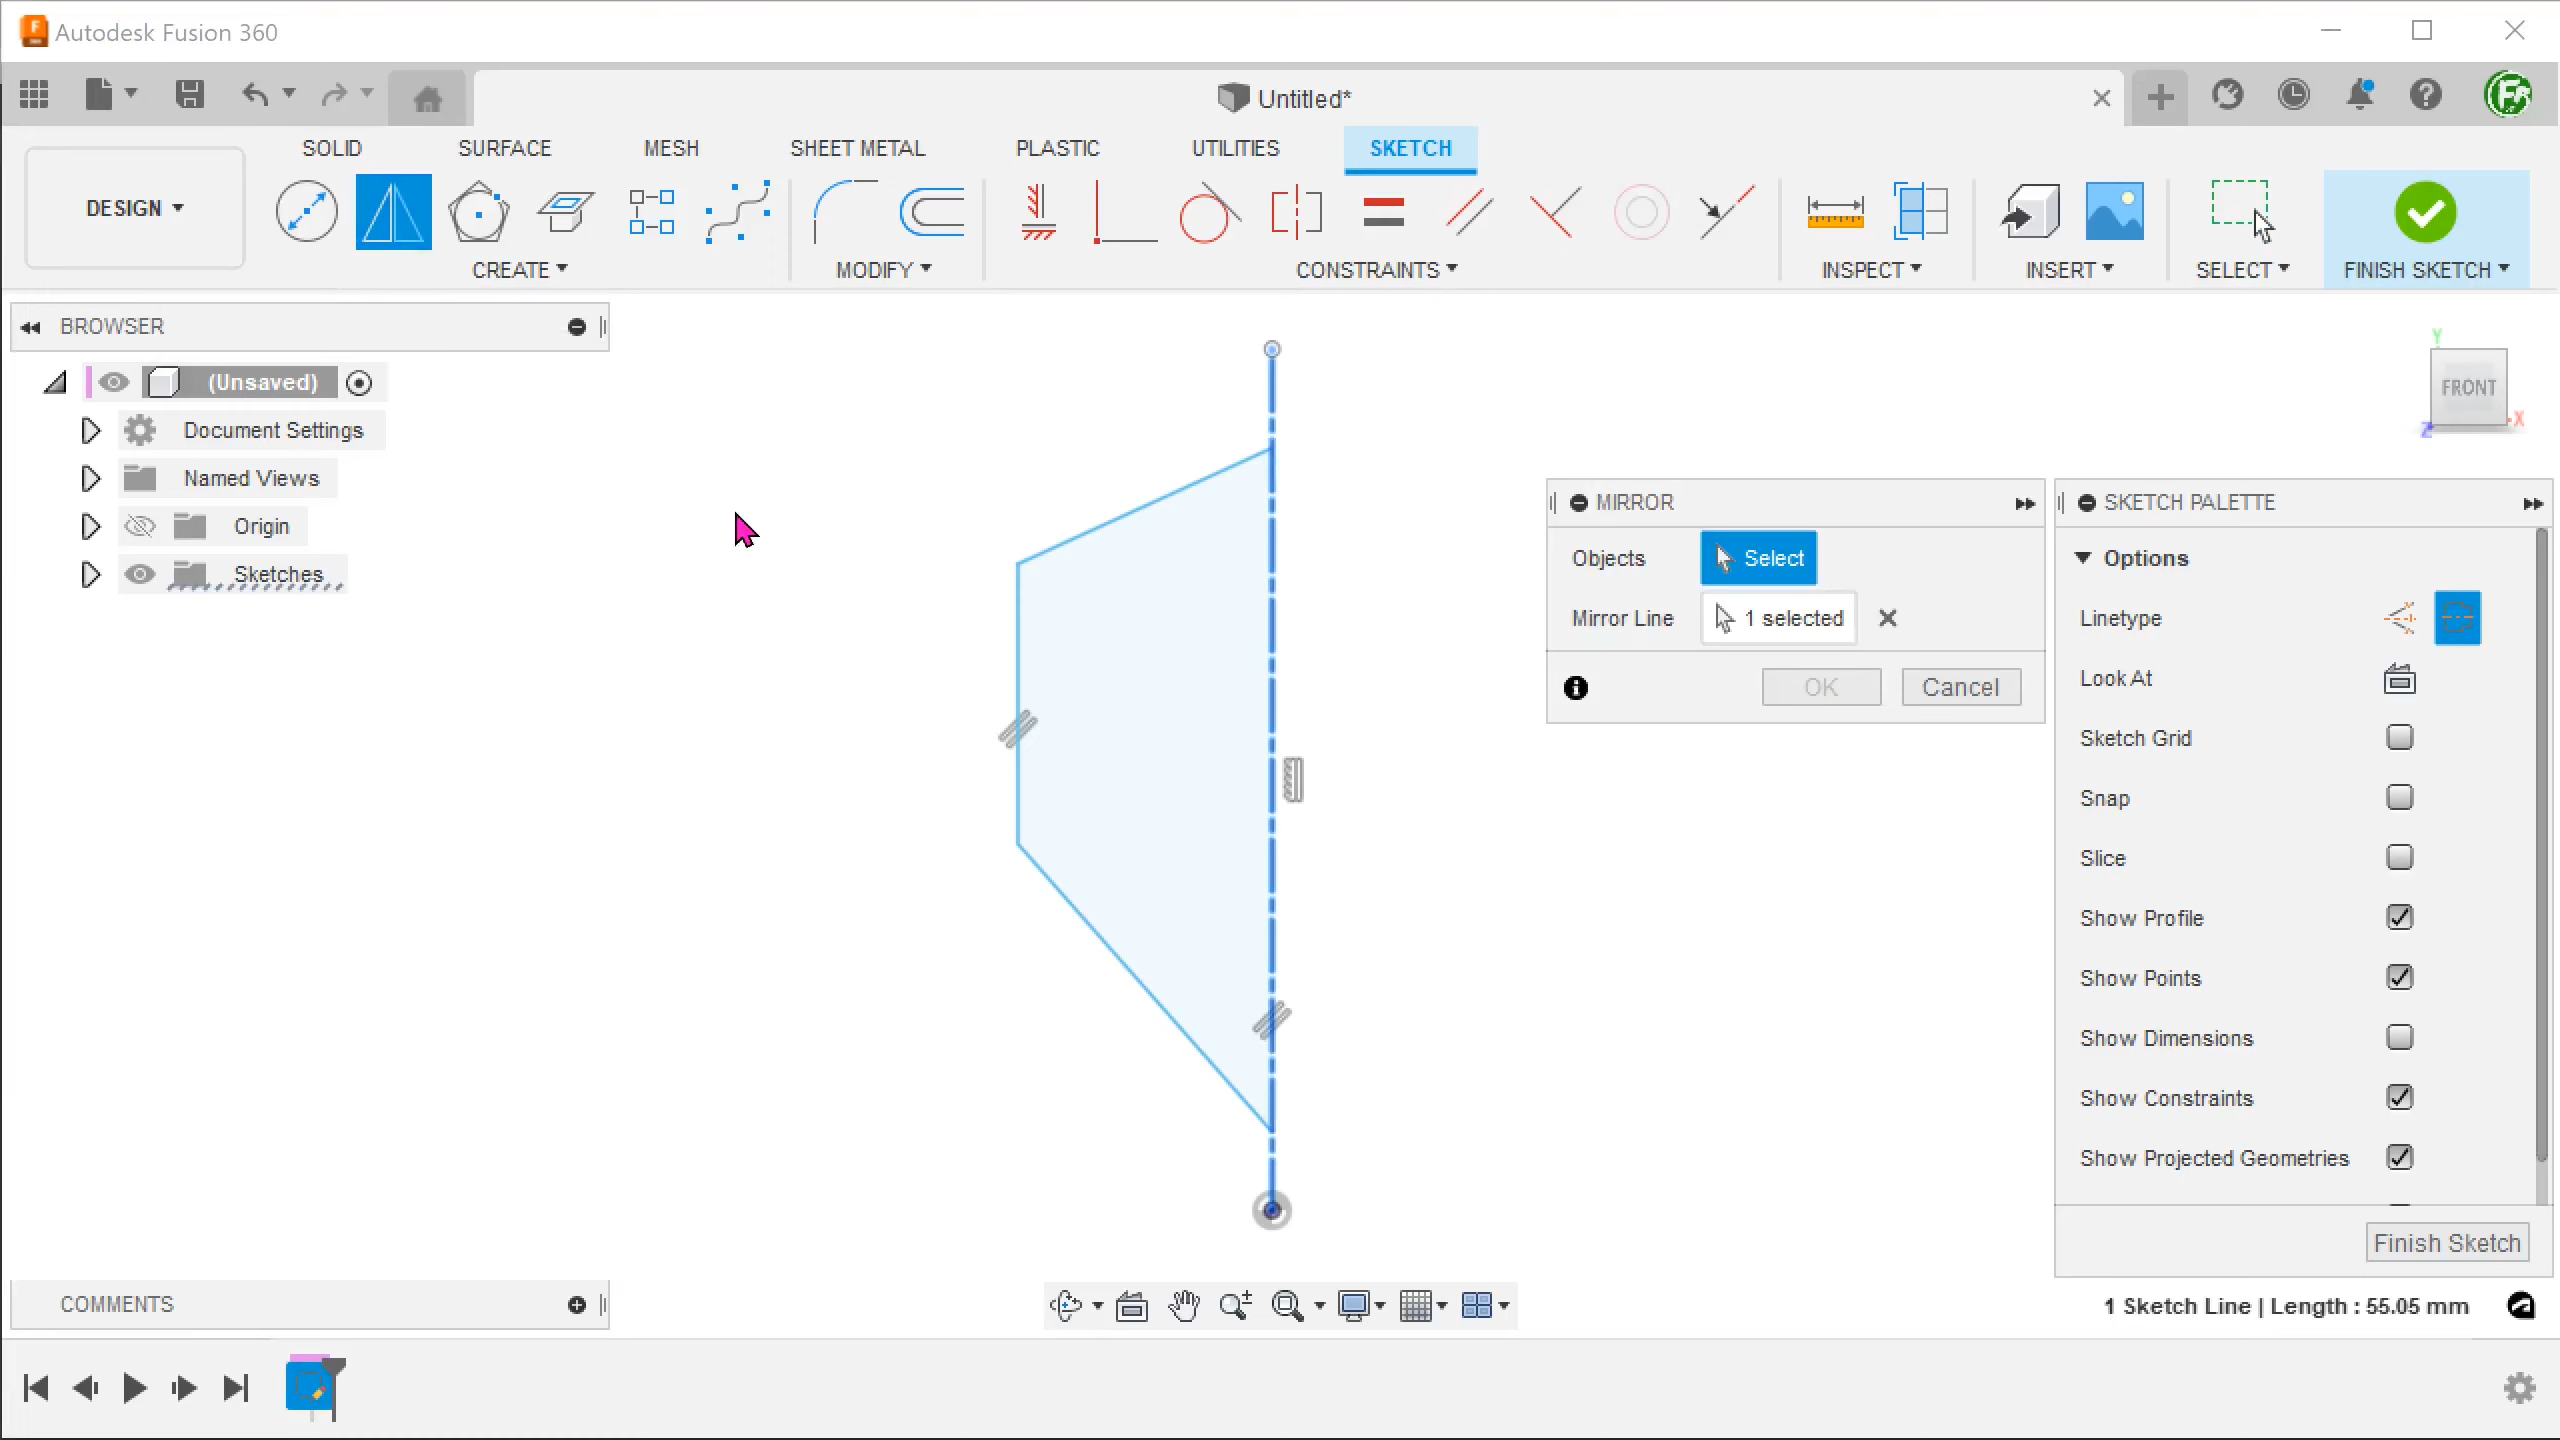 Autodesk Fusion 360
Untitled*
SOLID
SURFACE
MESH
SHEET METAL
PLASTIC
UTILITIES
SKETCH
DESIGN
CREATE
MODIFY
CONSTRAINTS
INSPECT
INSERT
SELECT
FINISH SKETCH
BROWSER
(Unsaved)
Document Settings
Named Views
Origin
Sketches
Y
FRONT
X
Z
MIRROR
Objects Select
Mirror Line 1 selected
OK Cancel
SKETCH PALETTE
Options
Linetype
Look At
Sketch Grid
Snap
Slice
Show Profile
Show Points
Show Dimensions
Show Constraints
Show Projected Geometries
Finish Sketch
COMMENTS
1 Sketch Line | Length : 55.05 mm